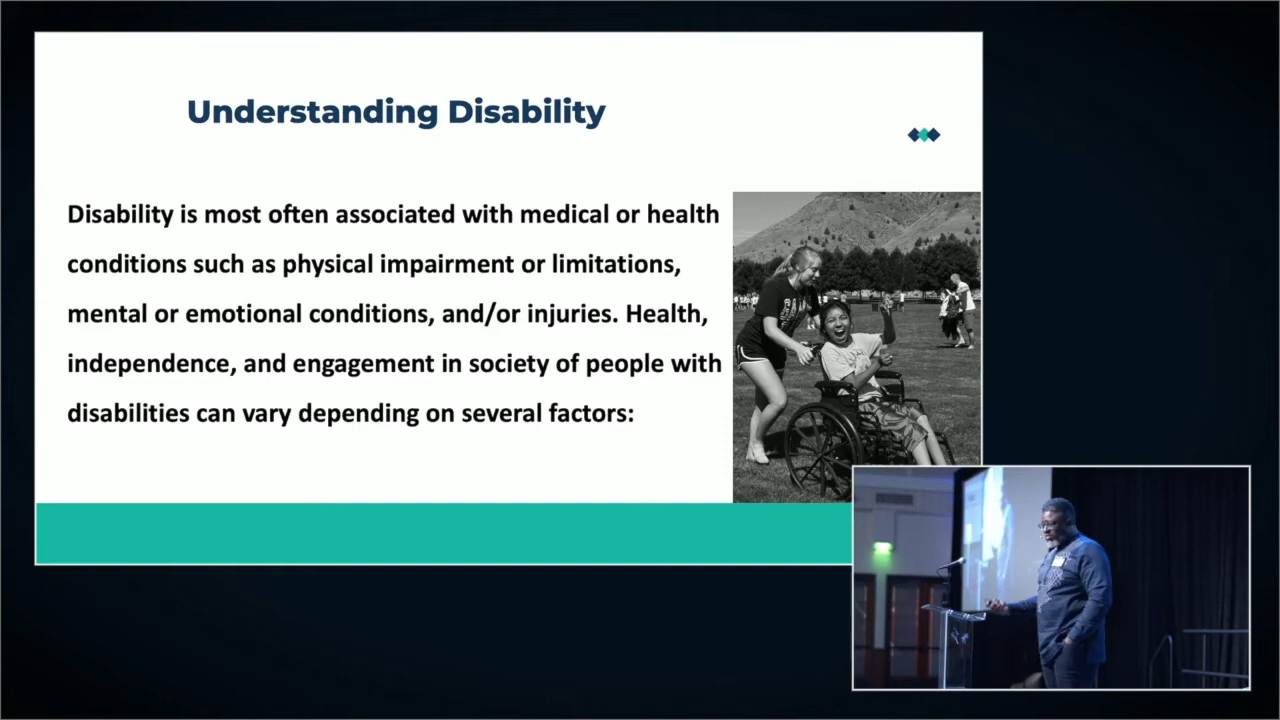 Understanding Disability
Disability is most often associated with medical or health
conditions such as physical impairment or limitations,
mental or emotional conditions, and/or injuries. Health,
independence, and engagement in society of people with
disabilities can vary depending on several factors: